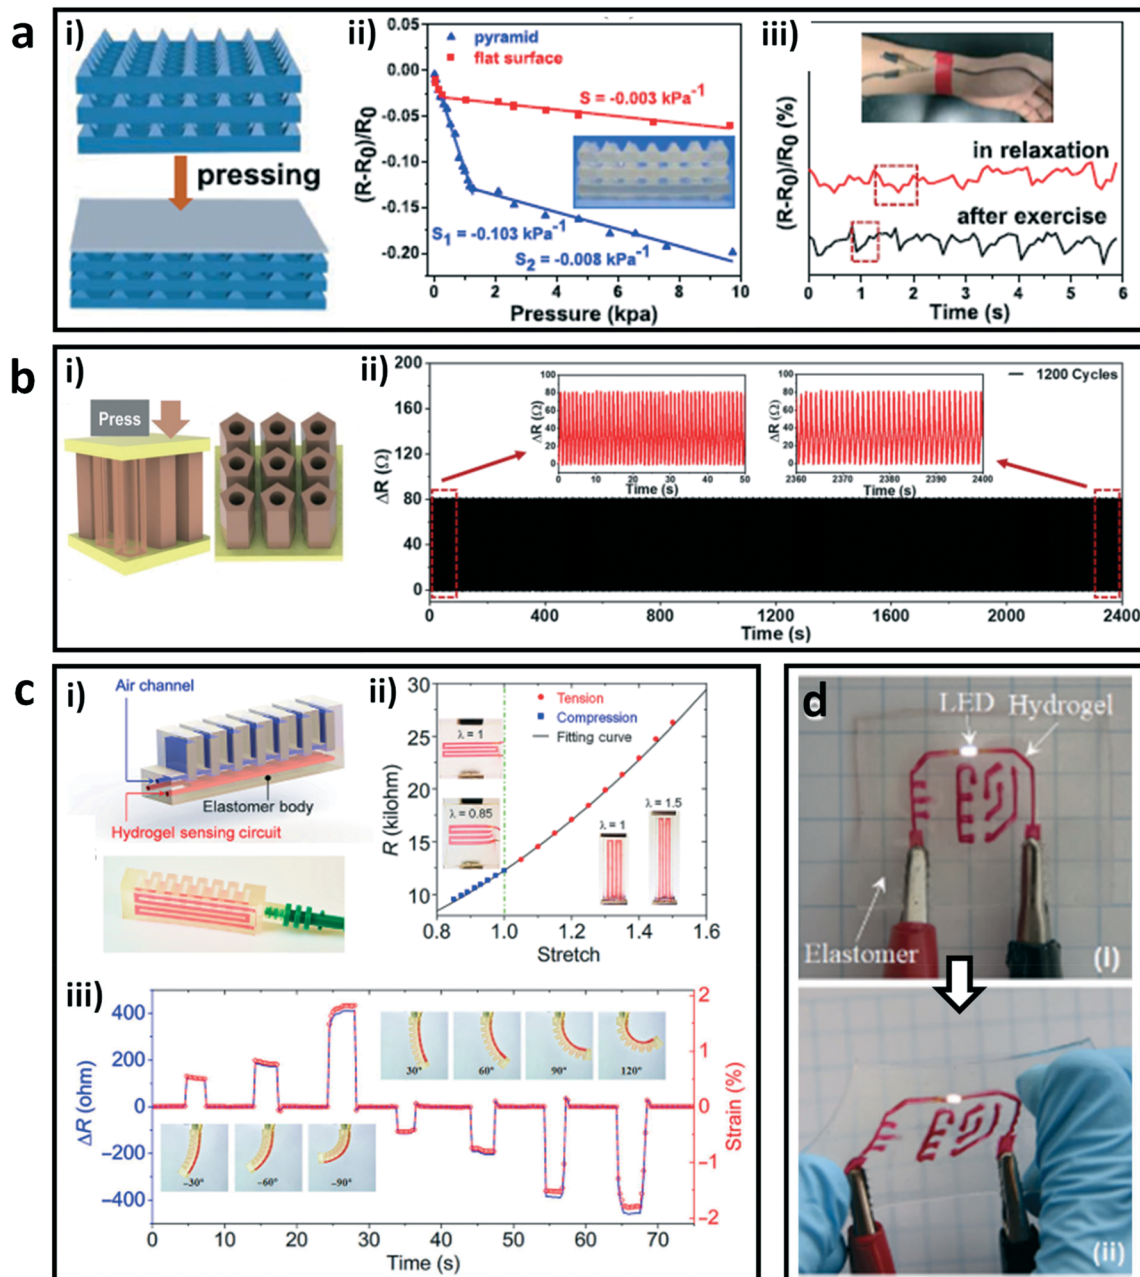 a
i)
pressing
ii)
0.05
0.00
-0.05
-0.10
-0.15
-0.20
(R-R₀)/R₀
pyramid
flat surface
S = -0.003 kPa⁻¹
S₁ = -0.103 kPa⁻¹
S₂ = -0.008 kPa⁻¹
0 2 4 6 8 10
Pressure (kpa)
iii)
(R-R₀)/R₀ (%)
in relaxation
after exercise
0 1 2 3 4 5 6
Time (s)
b
i)
Press
ii)
200
160
120
80
40
0
ΔR (Ω)
1200 Cycles
100
80
60
40
20
0
ΔR (Ω)
0 10 20 30 40 50
Time (s)
100
80
60
40
20
0
ΔR (Ω)
2360 2370 2380 2390 2400
Time (s)
0 400 800 1200 1600 2000 2400
Time (s)
c
i)
Air channel
Elastomer body
Hydrogel sensing circuit
ii)
30
25
20
15
10
R (kilohm)
Tension
Compression
Fitting curve
λ = 1
λ = 0.85
λ = 1
λ = 1.5
0.8 1.0 1.2 1.4 1.6
Stretch
iii)
400
200
0
−200
−400
ΔR (ohm)
2
1
0
−1
−2
Strain (%)
30° 60° 90° 120°
−30° −60° −90°
0 10 20 30 40 50 60 70
Time (s)
d
LED
Hydrogel
Elastomer
(I)
(ii)